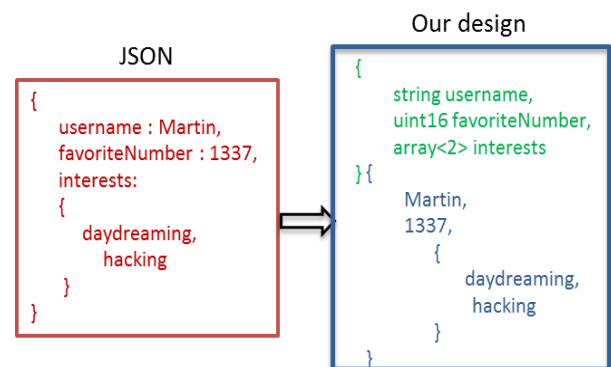 JSON
{
username : Martin,
favoriteNumber : 1337,
interests:
{
daydreaming,
hacking
}
}
Our design
{
string username,
uint16 favoriteNumber,
array<2> interests
} {
Martin,
1337,
{
daydreaming,
hacking
}
}